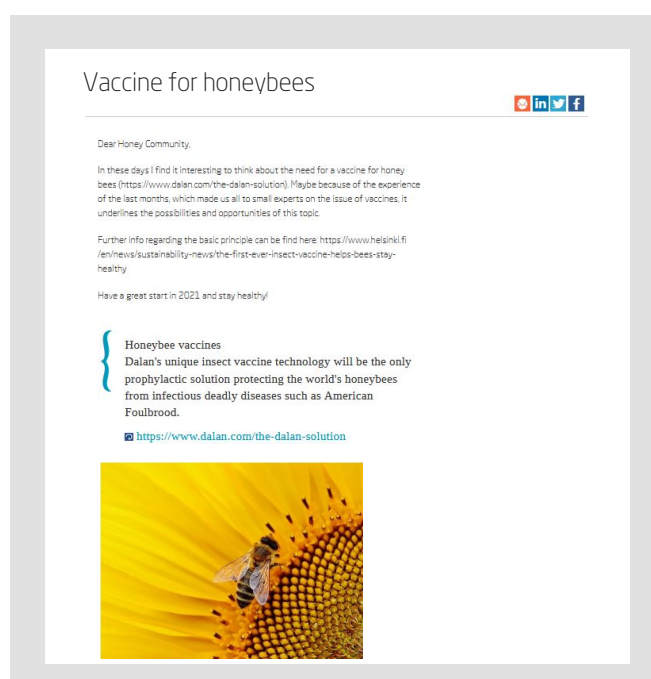 Vaccine for honeybees
in f
Dear Honey Community,
In these days I find it interesting to think about the need for a vaccine for honey
bees (https://www.dalan.com/the-dalan-solution). Maybe because of the experience
of the last months, which made us all to small experts on the issue of vaccines, it
underlines the possibilities and opportunities of this topic.
Further info regarding the basic principle can be find here: https://www.helsinki.fi
/en/news/sustainability-news/the-first-ever-insect-vaccine-helps-bees-stay-
healthy
Have a great start in 2021 and stay healthy!
Honeybee vaccines
Dalan's unique insect vaccine technology will be the only
prophylactic solution protecting the world's honeybees
from infectious deadly diseases such as American
Foulbrood.
https://www.dalan.com/the-dalan-solution